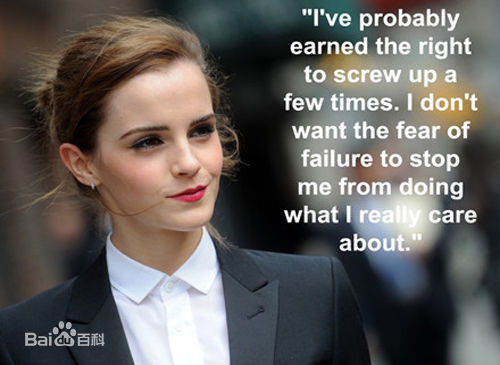 "I've probably
earned the right
to screw up a
few times. I don't
want the fear of
failure to stop
me from doing
what I really care
about."
Bai百科